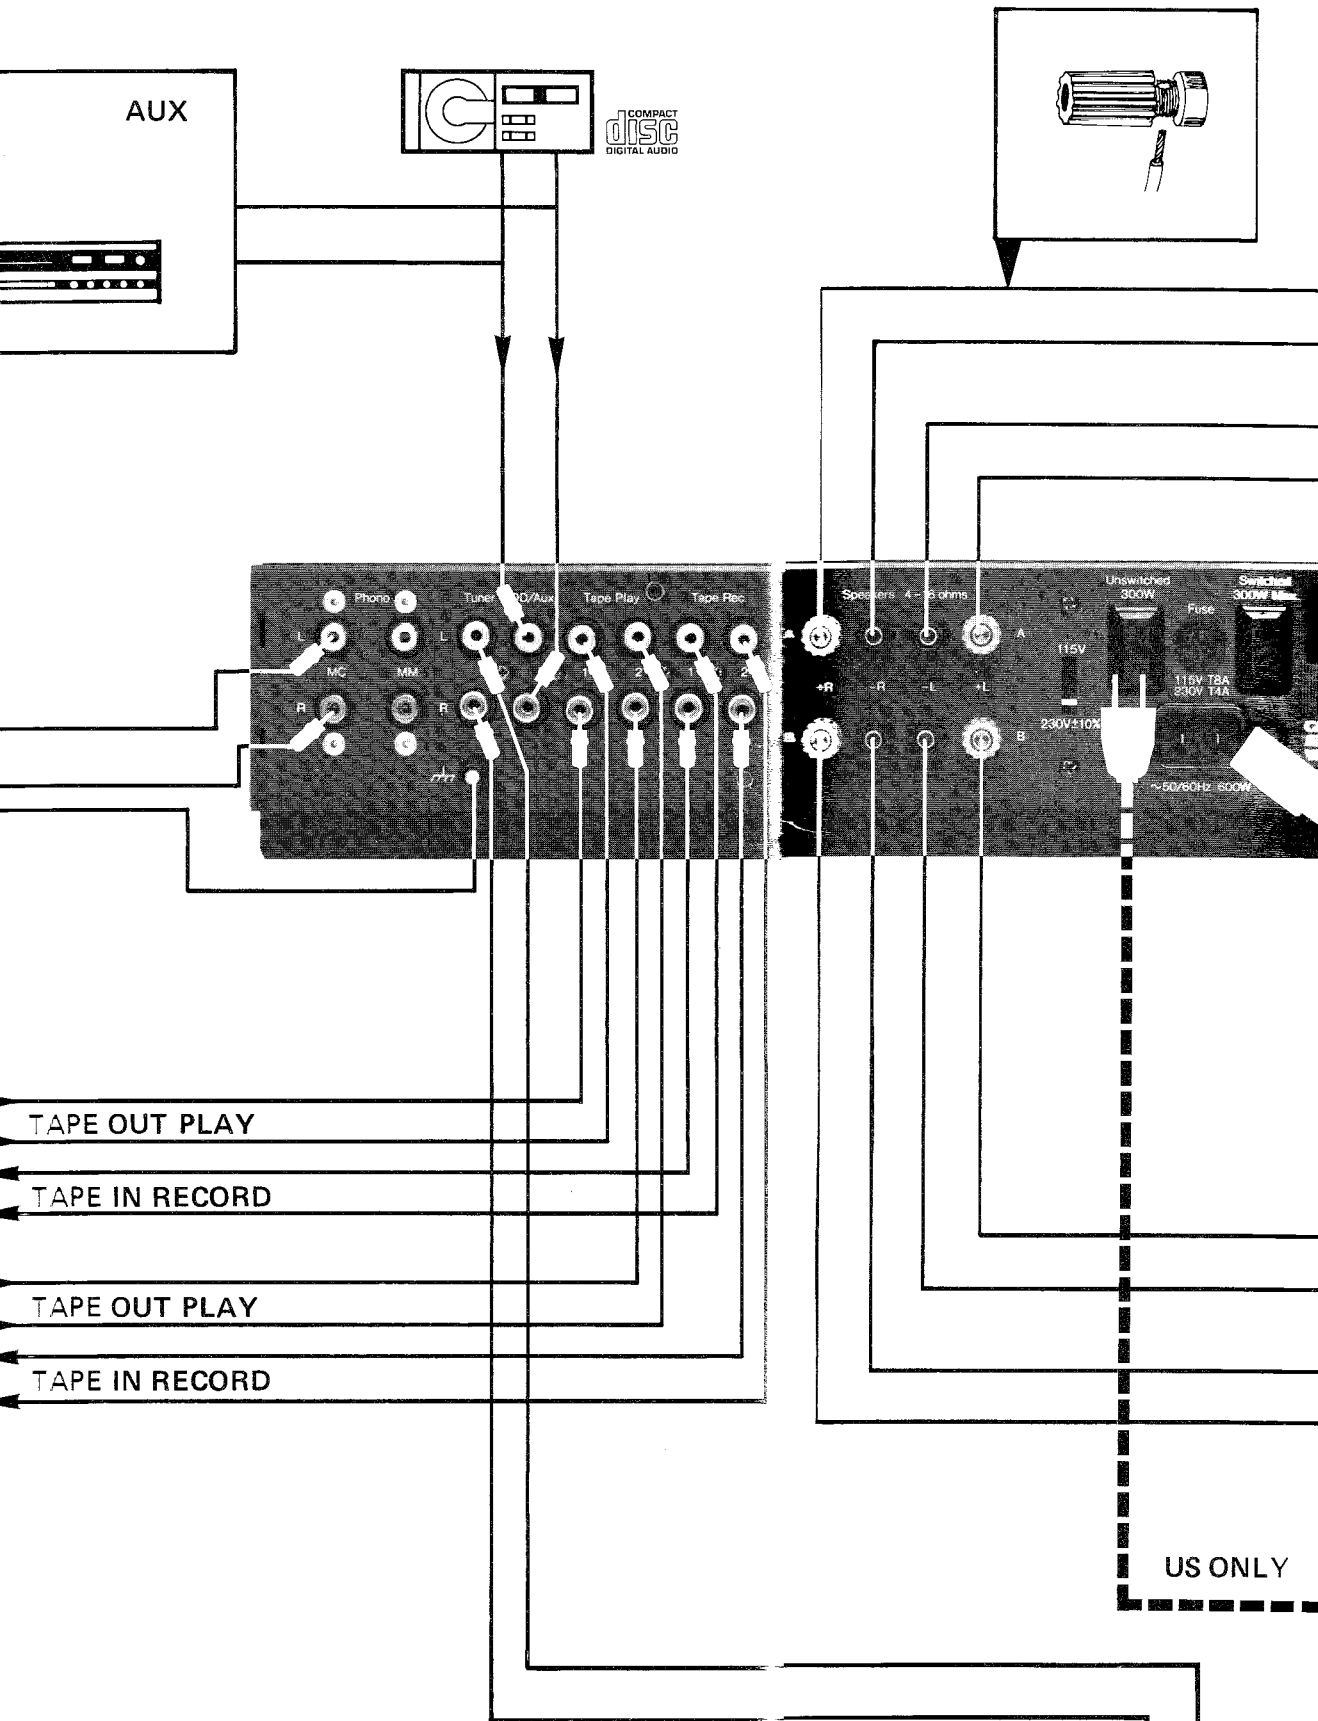 AUX
COMPACT
disc
DIGITAL AUDIO
Phono
Tuner
CD/Aux
Tape Play
Tape Rec.
L
L
MC
MM
1
2
1
2
R
R
Speakers 4 - 16 ohms
A
A
+R
-R
-L
+L
B
B
Unswitched
300W
Switched
300W Max.
Fuse
115V
115V T8A
230V T4A
230V±10%
~50/60Hz 600W
TAPE OUT PLAY
TAPE IN RECORD
TAPE OUT PLAY
TAPE IN RECORD
US ONLY